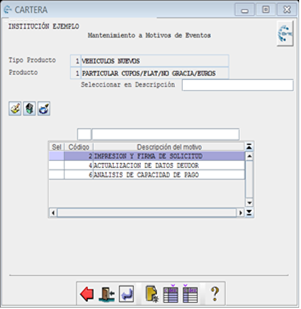 CARTERA
INSTITUCIÓN EJEMPLO
Mantenimiento a Motivos de Eventos
Tipo Producto 1 VEHICULOS NUEVOS
Producto 1 PARTICULAR CUPOS/FLAT/NO GRACIA/EUROS
Seleccionar en Descripción
Sel Código Descripción del motivo
2 IMPRESION Y FIRMA DE SOLICITUD
4 ACTUALIZACION DE DATOS DEUDOR
6 ANALISIS DE CAPACIDAD DE PAGO